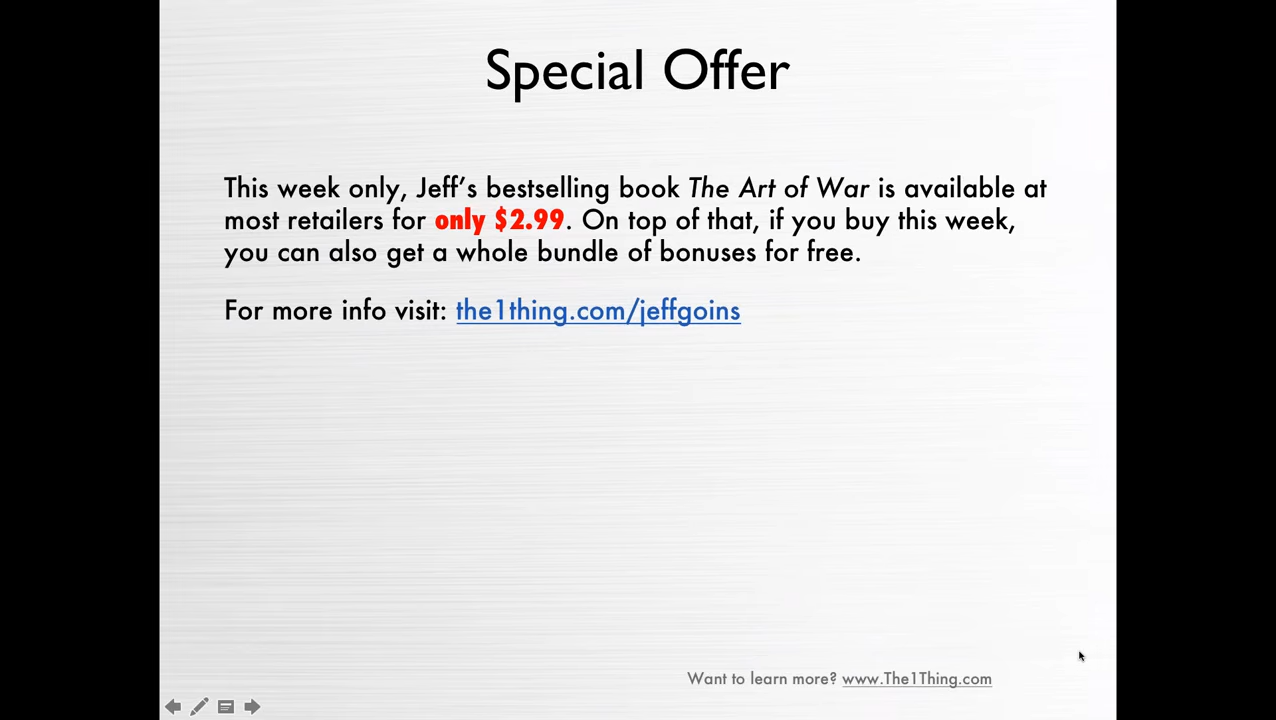 Special Offer
This week only, Jeff's bestselling book The Art of War is available at
most retailers for only $2.99. On top of that, if you buy this week,
you can also get a whole bundle of bonuses for free.
For more info visit: the1thing.com/jeffgoins
Want to learn more? www.The1Thing.com